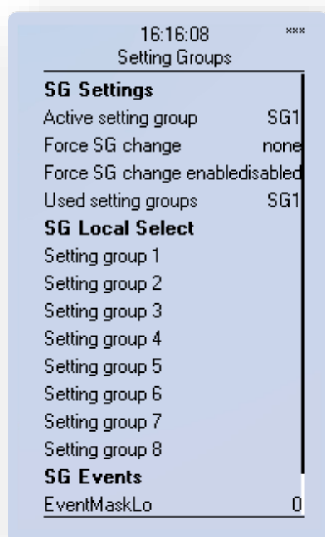 16:16:08 ***
Setting Groups
SG Settings
Active setting group SG1
Force SG change none
Force SG change enabledisabled
Used setting groups SG1
SG Local Select
Setting group 1
Setting group 2
Setting group 3
Setting group 4
Setting group 5
Setting group 6
Setting group 7
Setting group 8
SG Events
EventMaskLo 0